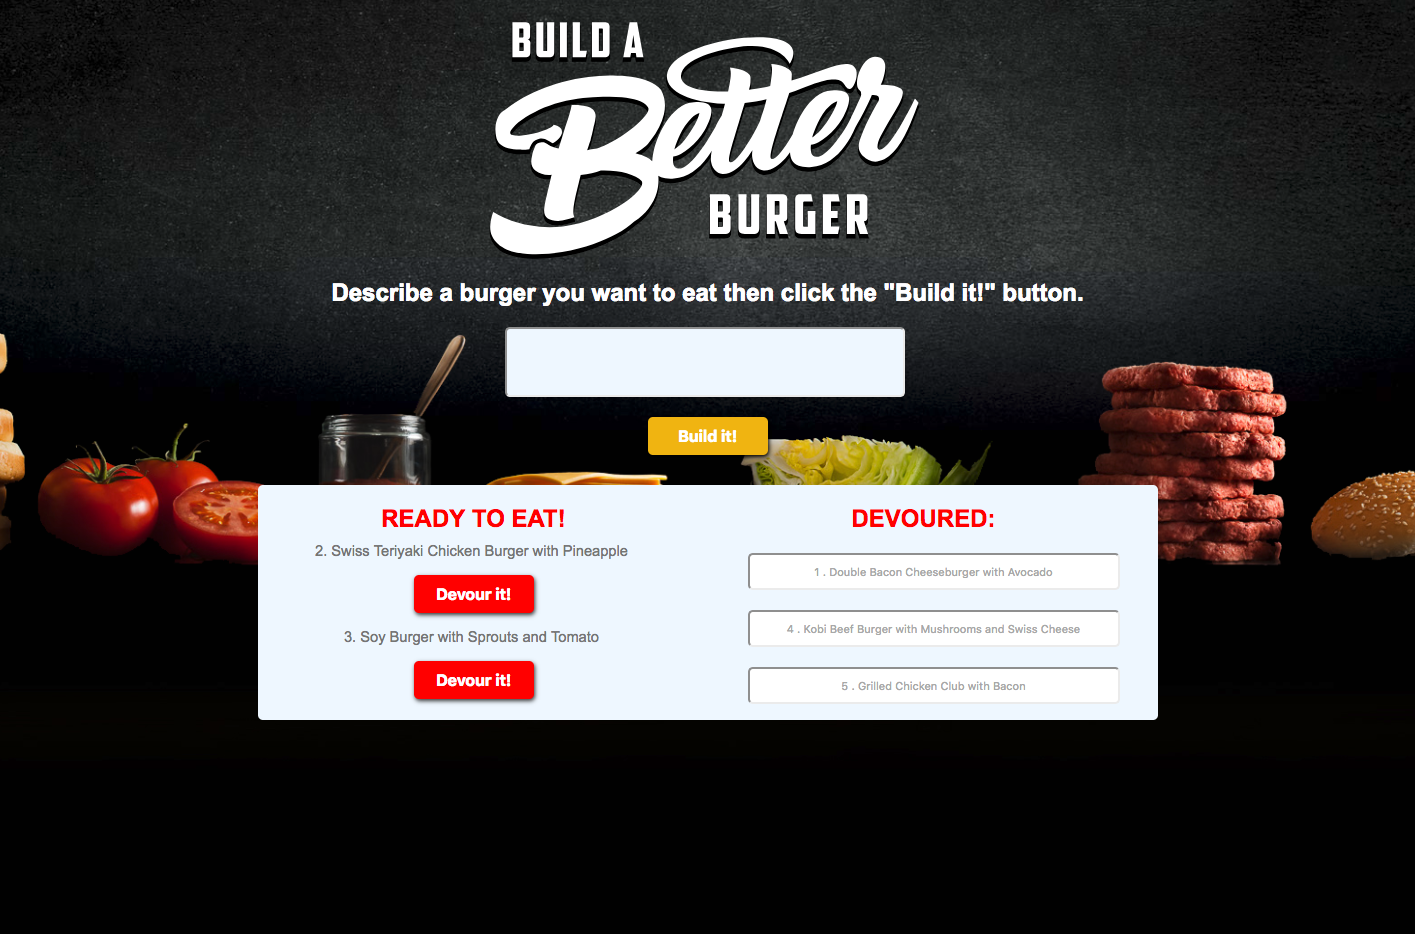 BUILD A
Better
BURGER
Describe a burger you want to eat then click the "Build it!" button.
Build it!
READY TO EAT!
2. Swiss Teriyaki Chicken Burger with Pineapple
Devour it!
3. Soy Burger with Sprouts and Tomato
Devour it!
DEVOURED:
1 . Double Bacon Cheeseburger with Avocado
4 . Kobi Beef Burger with Mushrooms and Swiss Cheese
5 . Grilled Chicken Club with Bacon